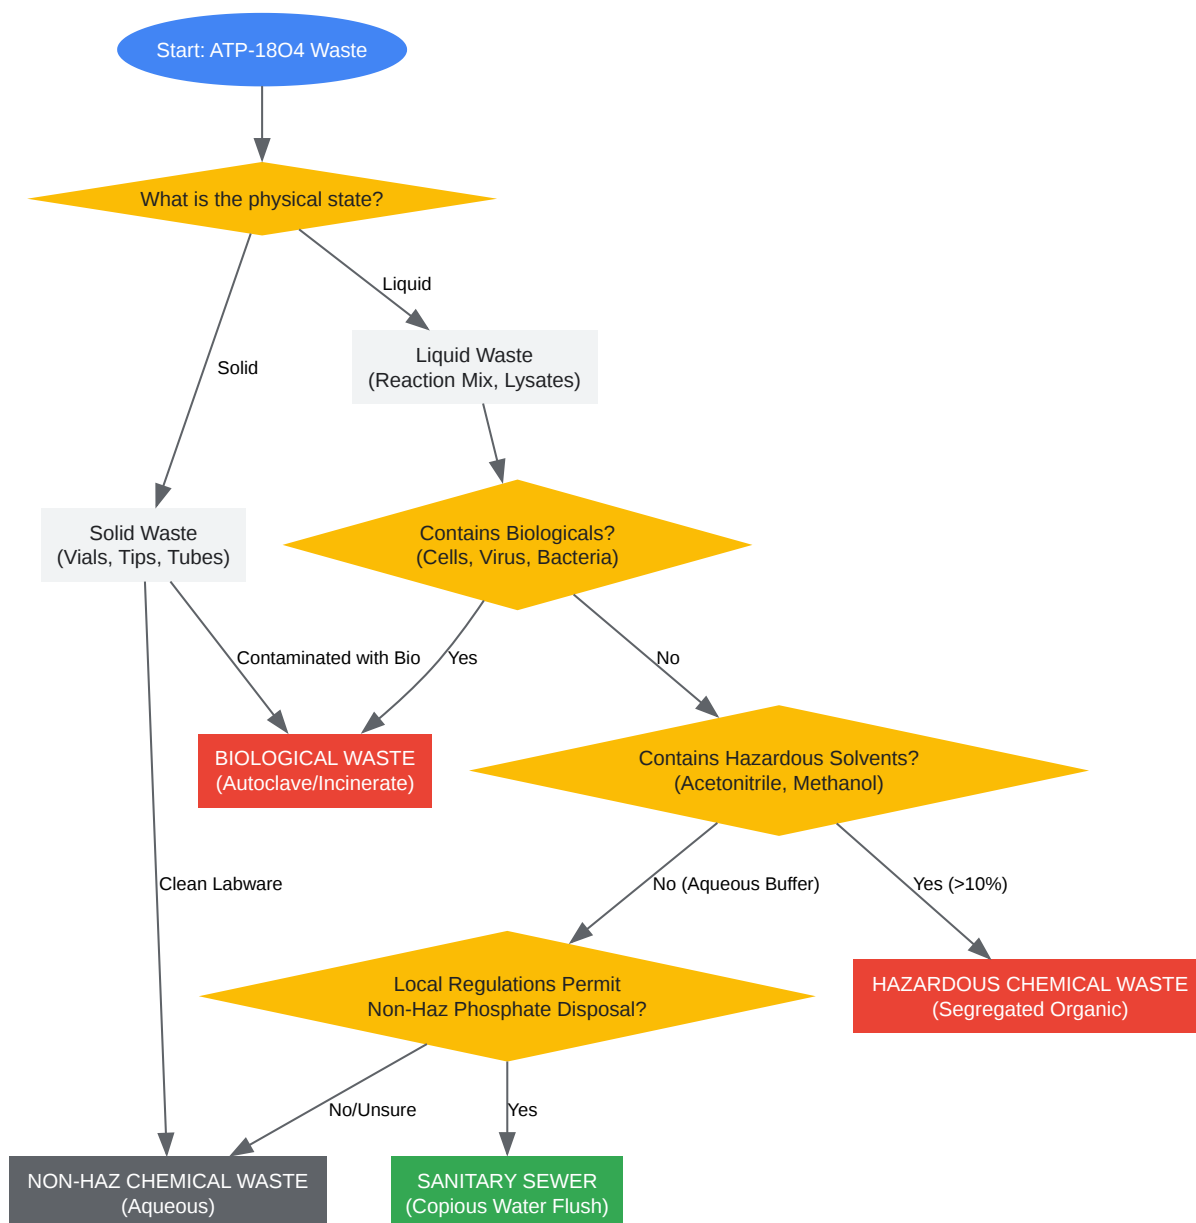 Start: ATP-18O4 Waste
What is the physical state?
Liquid
Liquid Waste
(Reaction Mix, Lysates)
Solid
Solid Waste
(Vials, Tips, Tubes)
Contains Biologicals?
(Cells, Virus, Bacteria)
Contaminated with Bio
Yes
No
BIOLOGICAL WASTE
(Autoclave/Incinerate)
Contains Hazardous Solvents?
(Acetonitrile, Methanol)
Clean Labware
No (Aqueous Buffer)
Yes (>10%)
Local Regulations Permit
Non-Haz Phosphate Disposal?
HAZARDOUS CHEMICAL WASTE
(Segregated Organic)
No/Unsure
Yes
NON-HAZ CHEMICAL WASTE
(Aqueous)
SANITARY SEWER
(Copious Water Flush)